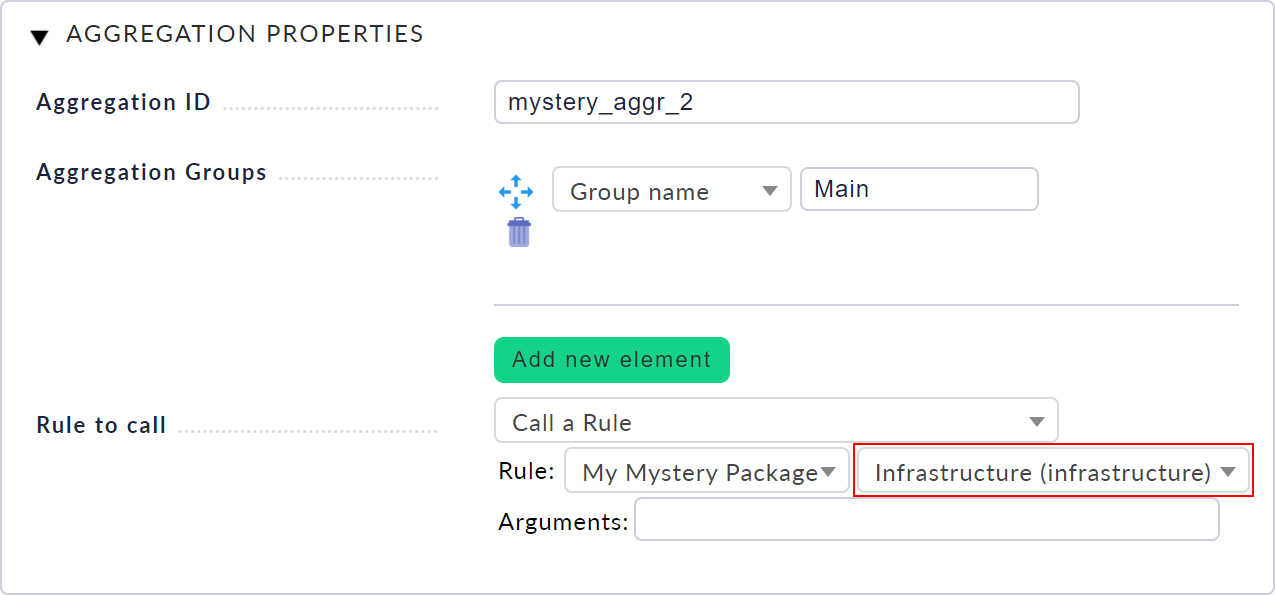 AGGREGATION PROPERTIES
Aggregation ID
mystery_aggr_2
Aggregation Groups
Group name
Main
Add new element
Rule to call
Call a Rule
Rule:
My Mystery Package
Infrastructure (infrastructure)
Arguments: